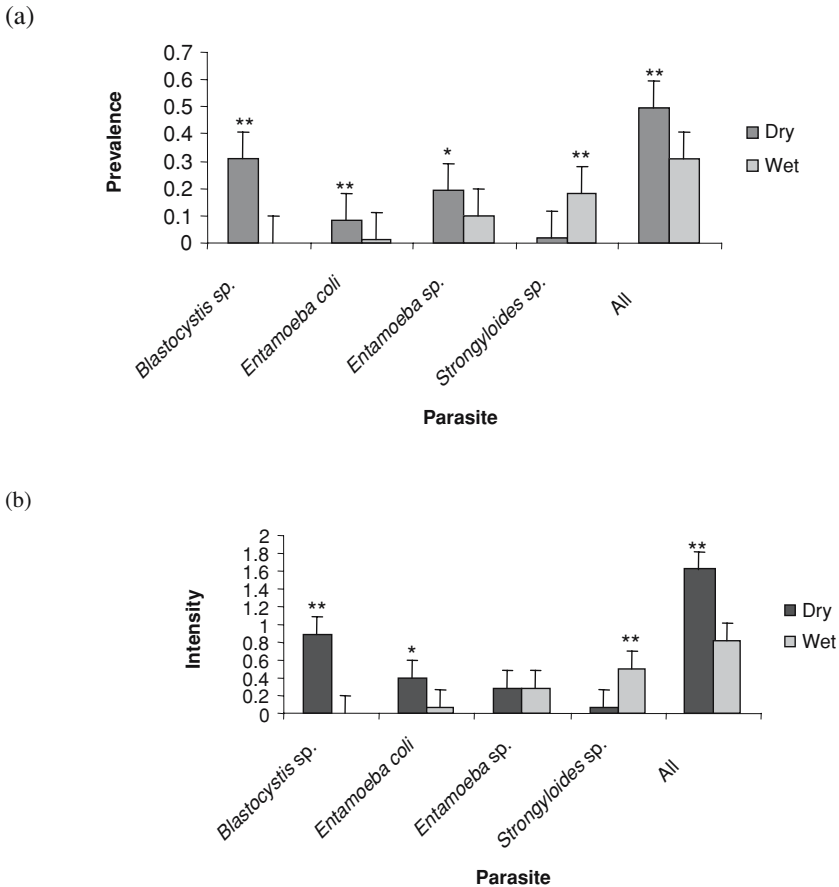 (a)
0.7
0.6
0.5
0.4
0.3
0.2
0.1
0
Prevalence
**
**
*
**
**
Dry
Wet
Blastocystis sp.
Entamoeba coli
Entamoeba sp.
Strongyloides sp.
All
Parasite
(b)
2
1.8
1.6
1.4
1.2
1
0.8
0.6
0.4
0.2
0
Intensity
**
*
**
**
Dry
Wet
Blastocystis sp.
Entamoeba coli
Entamoeba sp.
Strongyloides sp.
All
Parasite